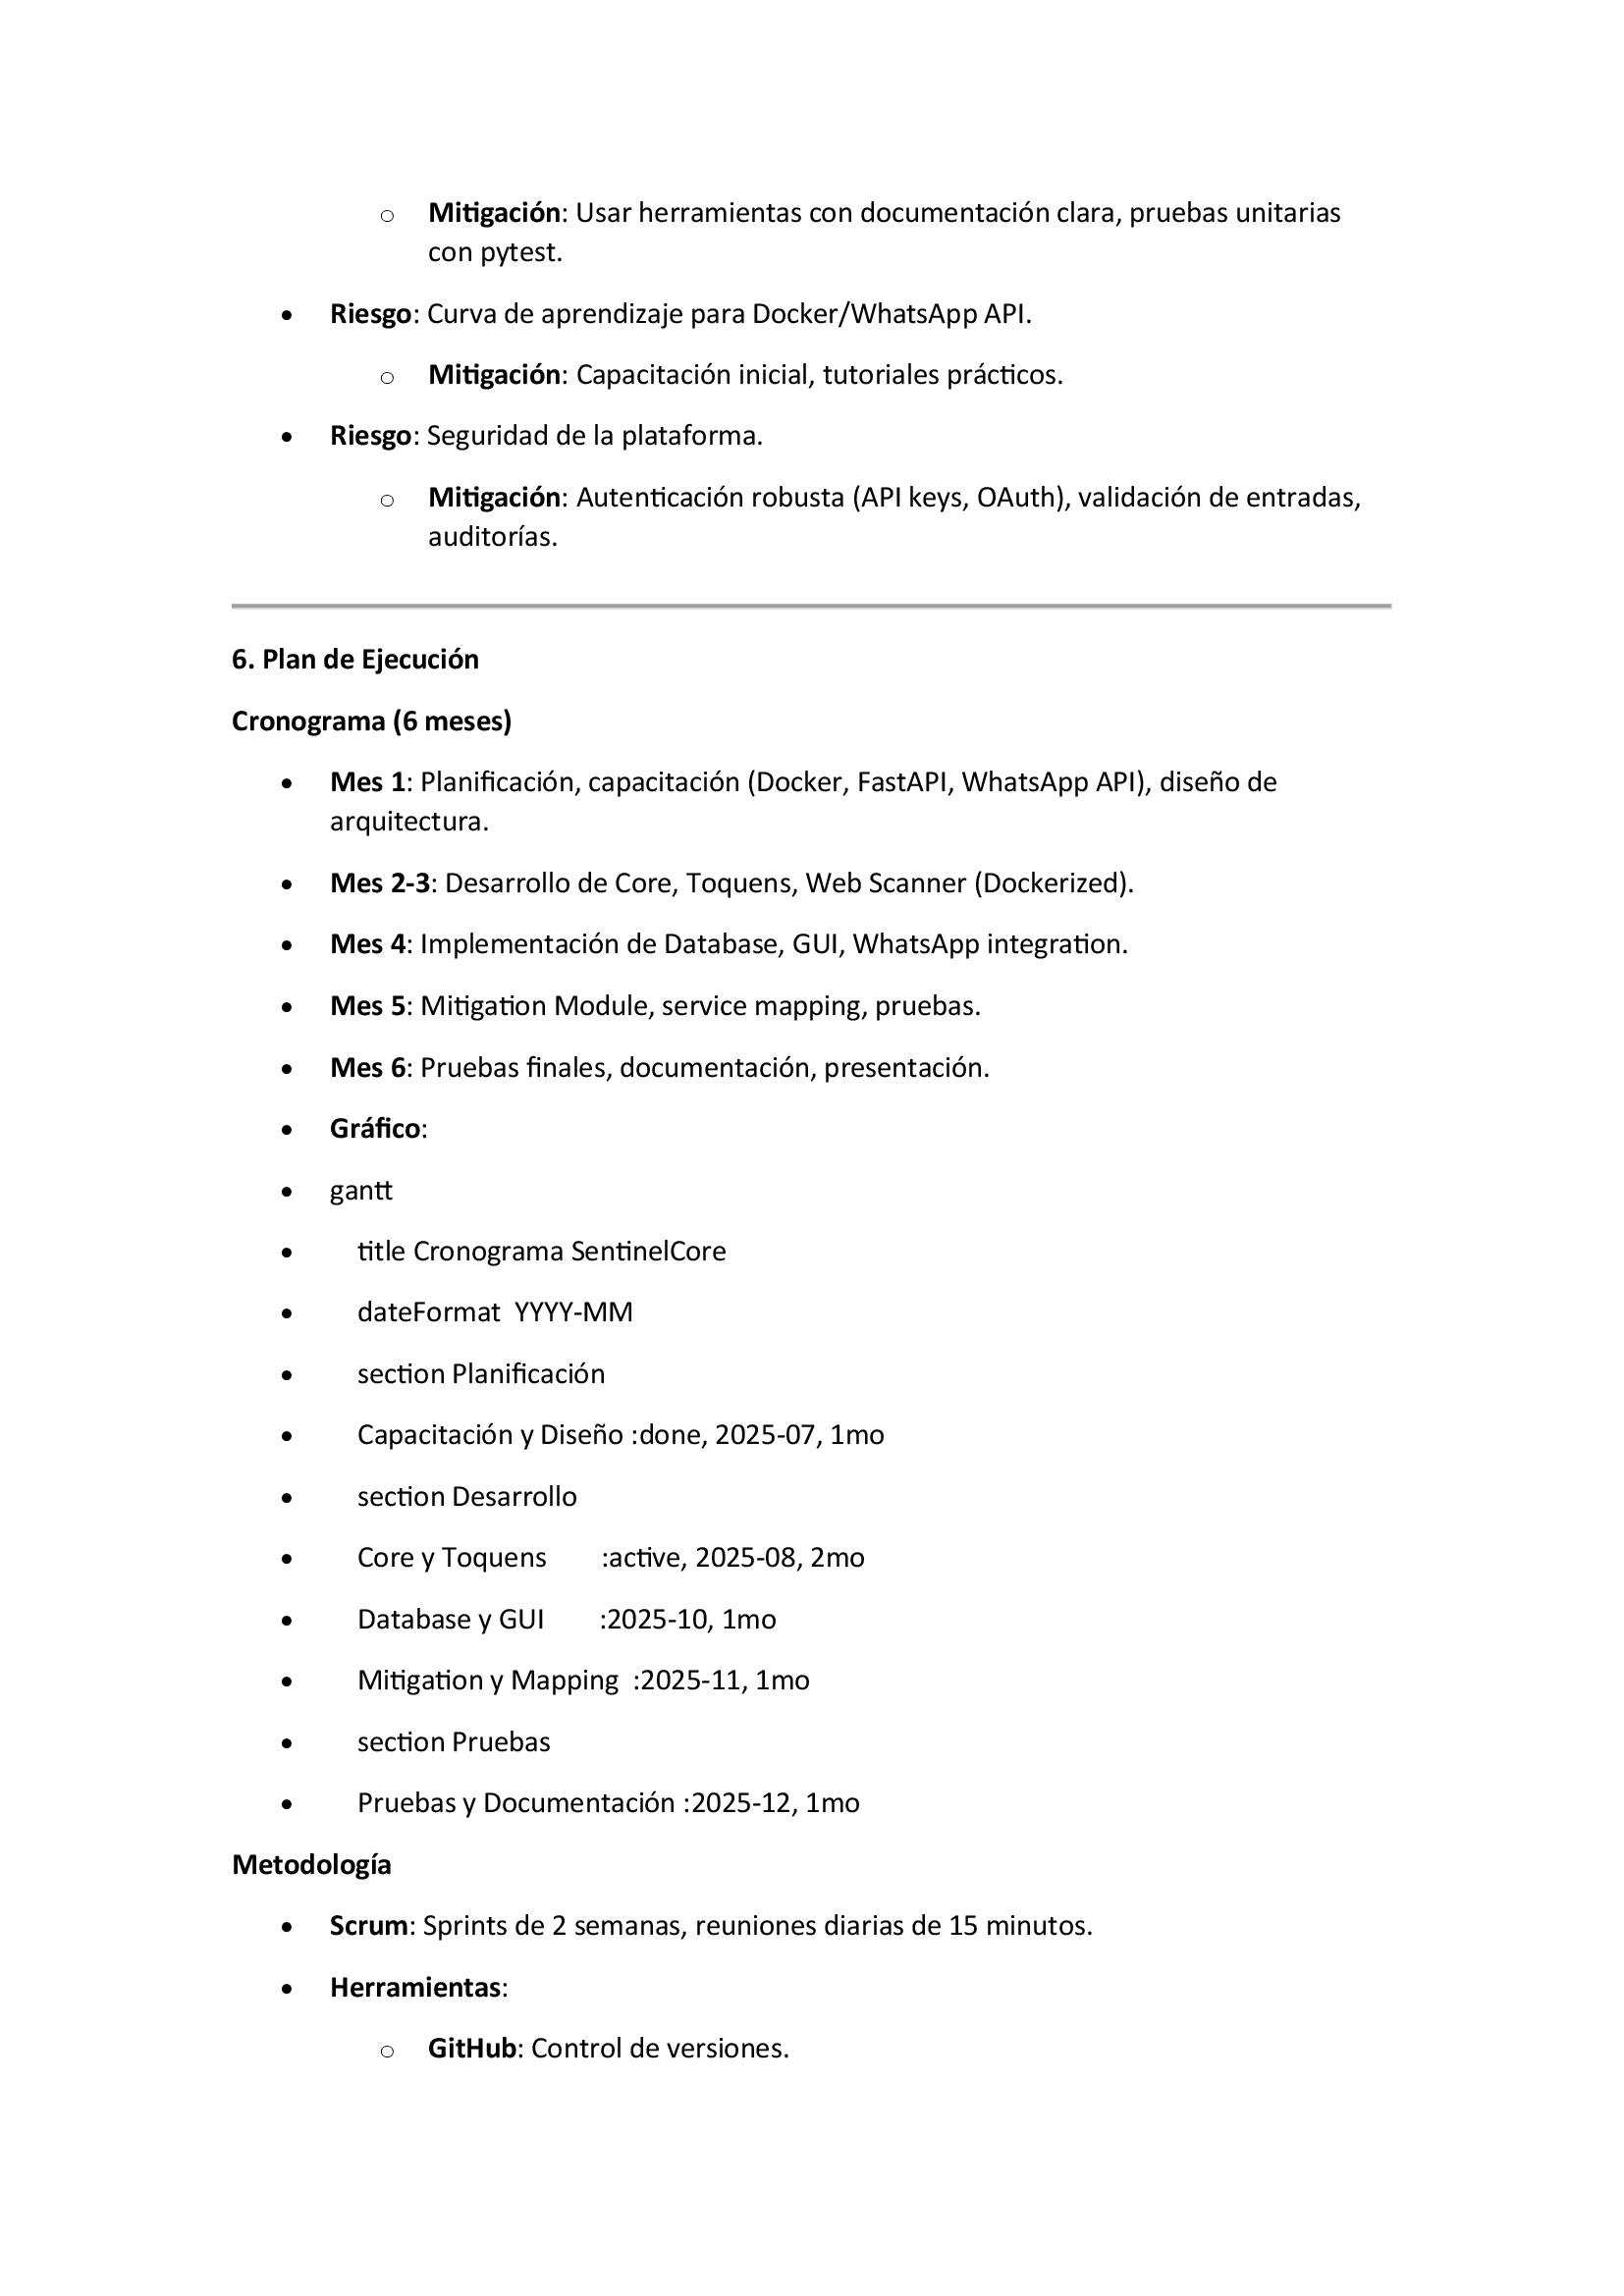 ○ Mitigación: Usar herramientas con documentación clara, pruebas unitarias
con pytest.
• Riesgo: Curva de aprendizaje para Docker/WhatsApp API.
○ Mitigación: Capacitación inicial, tutoriales prácticos.
• Riesgo: Seguridad de la plataforma.
○ Mitigación: Autenticación robusta (API keys, OAuth), validación de entradas,
auditorías.
6. Plan de Ejecución
Cronograma (6 meses)
• Mes 1: Planificación, capacitación (Docker, FastAPI, WhatsApp API), diseño de
arquitectura.
• Mes 2-3: Desarrollo de Core, Toquens, Web Scanner (Dockerized).
• Mes 4: Implementación de Database, GUI, WhatsApp integration.
• Mes 5: Mitigation Module, service mapping, pruebas.
• Mes 6: Pruebas finales, documentación, presentación.
• Gráfico:
• gantt
• title Cronograma SentinelCore
• dateFormat  YYYY-MM
• section Planificación
• Capacitación y Diseño :done, 2025-07, 1mo
• section Desarrollo
• Core y Toquens        :active, 2025-08, 2mo
• Database y GUI        :2025-10, 1mo
• Mitigation y Mapping  :2025-11, 1mo
• section Pruebas
• Pruebas y Documentación :2025-12, 1mo
Metodología
• Scrum: Sprints de 2 semanas, reuniones diarias de 15 minutos.
• Herramientas:
○ GitHub: Control de versiones.